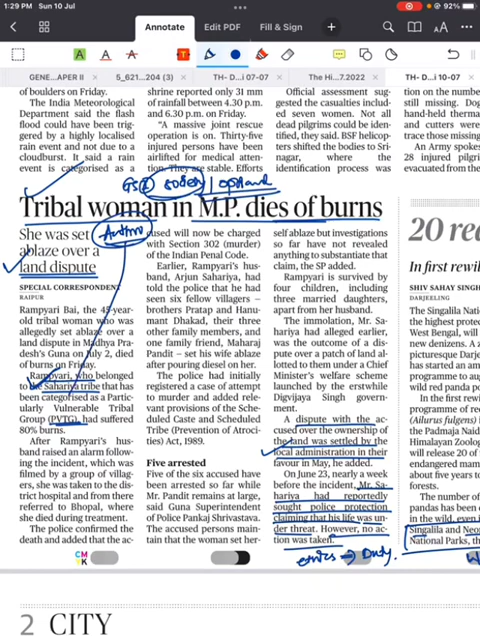 1:29 PM Sun 10 Jul
92%
Annotate
Edit PDF
Fill & Sign
GENE...APER II
5_621...204 (3)
TH- D...i 07-07
The Hi...7.2022
TH- D...i 10-07
of boulders on Friday.
The India Meteorological
Department said the flash
flood could have been trig-
gered by a highly localised
rain event and not due to a
cloudburst. It said a rain
event is categorised as a
shrine reported only 31 mm
of rainfall between 4.30 p.m.
and 6.30 p.m. on Friday.
"A massive joint rescue
operation is on. Thirty-five
injured persons have been
airlifted for medical atten-
tion. They are stable. Efforts
Official assessment sug-
gested the casualties includ-
ed seven women. Not all
dead pilgrims could be iden-
tified, they said. BSF helicop-
ters shifted the bodies to Sri-
nagar, where the
identification process was
tion on the numbe
still missing. Dog
hand-held therma
and cutters were
trace those missing
An Army spokes
28 injured pilgri
evacuated from the
society
Tribal woman in M.P. dies of burns
She was set
ablaze over a
land dispute
SPECIAL CORRESPONDENT
RAIPUR
Rampyari Bai, the 45-year-
old tribal woman who was
allegedly set ablaze over a
land dispute in Madhya Pra-
desh's Guna on July 2, died
of burns on Friday.
Rampyari, who belonged
to the Sahariya tribe that has
been categorised as a Partic-
ularly Vulnerable Tribal
Group (PVTG), had suffered
80% burns.
After Rampyari's hus-
band raised an alarm follow-
ing the incident, which was
filmed by a group of villag-
ers, she was taken to the dis-
trict hospital and from there
referred to Bhopal, where
she died during treatment.
The police confirmed the
death and added that the ac-
cused will now be charged
with Section 302 (murder)
of the Indian Penal Code.
Earlier, Rampyari's hus-
band, Arjun Sahariya, had
told the police that he had
seen six fellow villagers –
brothers Pratap and Hanu-
mant Dhakad, their three
other family members, and
one family friend, Maharaj
Pandit – set his wife ablaze
after pouring diesel on her.
The police had initially
registered a case of attempt
to murder and added rele-
vant provisions of the Sche-
duled Caste and Scheduled
Tribe (Prevention of Atroci-
ties) Act, 1989.
Five arrested
Five of the six accused have
been arrested so far while
Mr. Pandit remains at large,
said Guna Superintendent
of Police Pankaj Shrivastava.
The accused persons main-
tain that the woman set her-
self ablaze but investigations
so far have not revealed
anything to substantiate that
claim, the SP added.
Rampyari is survived by
four children, including
three married daughters,
apart from her husband.
The immolation, Mr. Sa-
hariya had alleged earlier,
was the outcome of a dis-
pute over a patch of land al-
lotted to them under a Chief
Minister's welfare scheme
launched by the erstwhile
Digvijaya Singh govern-
ment.
A dispute with the ac-
cused over the ownership of
the land was settled by the
local administration in their
favour in May, he added.
On June 23, nearly a week
before the incident, Mr. Sa-
hariya had reportedly
sought police protection
claiming that his life was un-
der threat. However, no ac-
tion was taken.
ethics → Duty.
20 red
In first rewil
SHIV SAHAY SINGH
DARJEELING
The Singalila Natio
the highest protec
West Bengal, will
new denizens. A z
picturesque Darje
has started an am
programme to aug
wild red panda po
In the first rewi
programme of red
(Ailurus fulgens) i
the Padmaja Naid
Himalayan Zoolog
will release 20 of
endangered mam
about five years to
forests.
The number of
pandas has been d
in the wild, even i
Singalila and Neor
National Parks, th
CM
YK
2 CITY